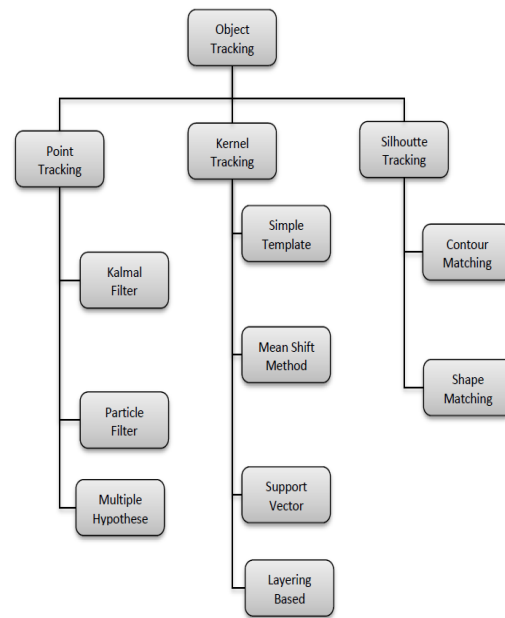 Object
Tracking
Point
Tracking
Kalmal
Filter
Particle
Filter
Multiple
Hypothese
Kernel
Tracking
Simple
Template
Mean Shift
Method
Support
Vector
Layering
Based
Silhoutte
Tracking
Contour
Matching
Shape
Matching